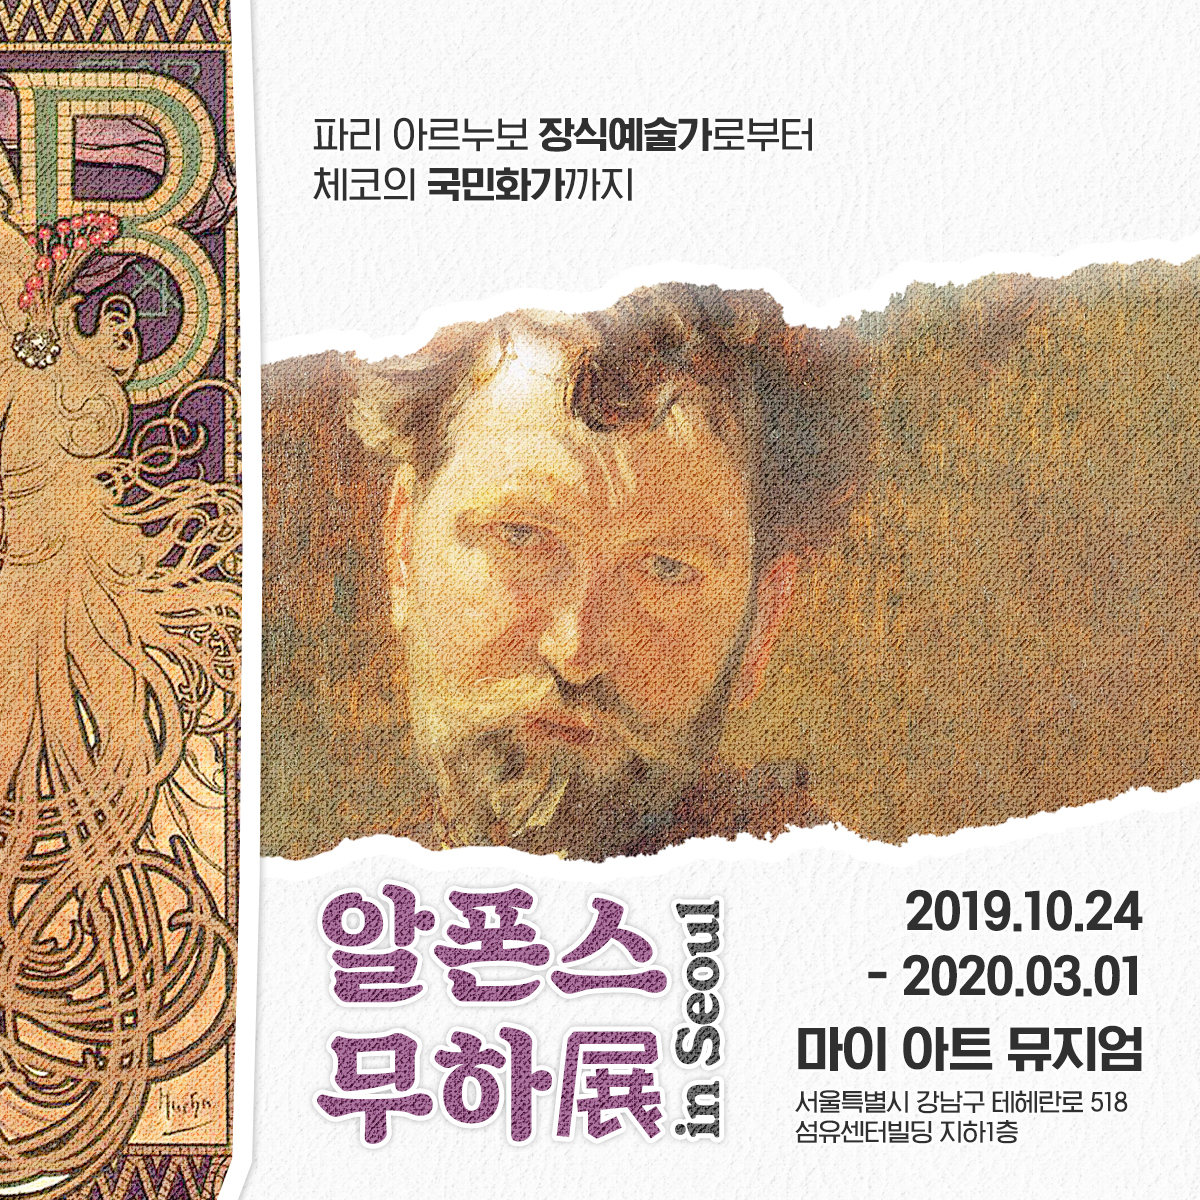 파리 아르누보 장식예술가로부터
체코의 국민화가까지
B
Mucha
알폰스
무하展
in Seoul
2019.10.24
- 2020.03.01
마이 아트 뮤지엄
서울특별시 강남구 테헤란로 518
섬유센터빌딩 지하1층